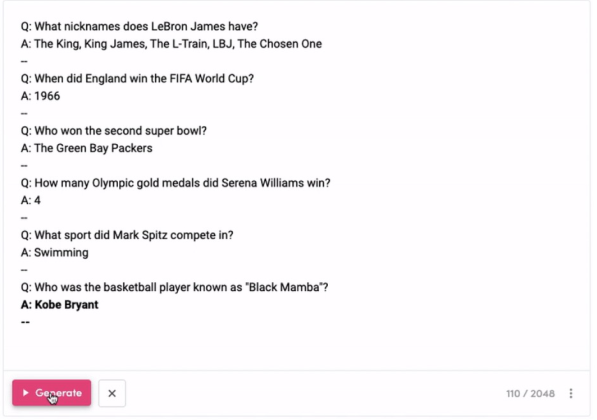 Q: What nicknames does LeBron James have?
A: The King, King James, The L-Train, LBJ, The Chosen One
--
Q: When did England win the FIFA World Cup?
A: 1966
--
Q: Who won the second super bowl?
A: The Green Bay Packers
--
Q: How many Olympic gold medals did Serena Williams win?
A: 4
--
Q: What sport did Mark Spitz compete in?
A: Swimming
--
Q: Who was the basketball player known as "Black Mamba"?
A: Kobe Bryant
--
Generate
110 / 2048